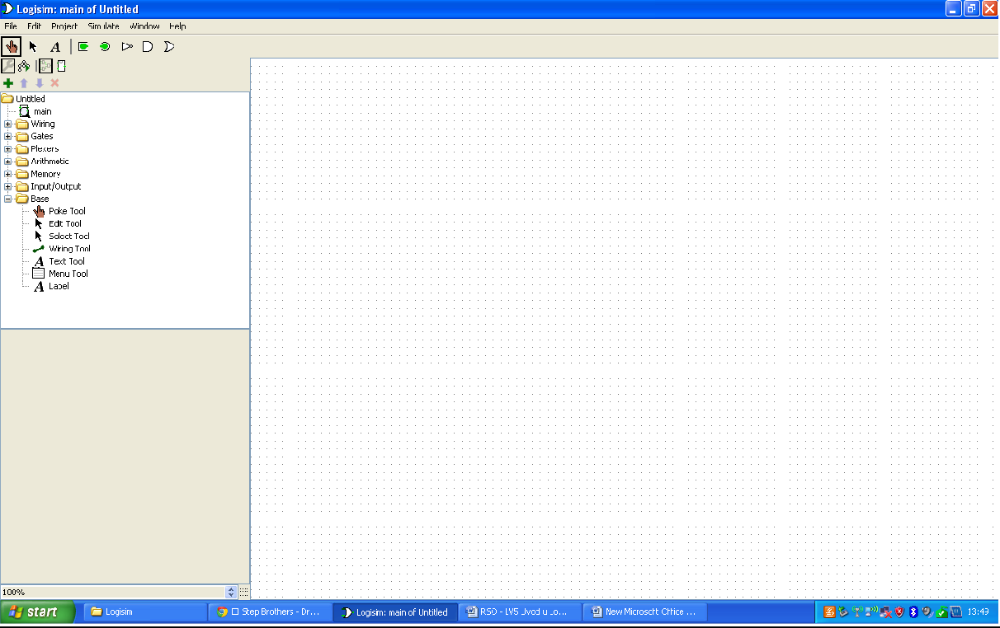 Logisim: main of Untitled
File Edit Project Simulate Window Help
A
Untitled
main
Wiring
Gates
Plexers
Arithmetic
Memory
Input/Output
Base
Poke Tool
Edit Tool
Select Tool
Wiring Tool
A Text Tool
Menu Tool
A Label
100%
start Logisim Step Brothers - Dr... Logisim: main of Untitled RSO - LV5 Uvod u Lo... New Microsoft Office ... 13:49